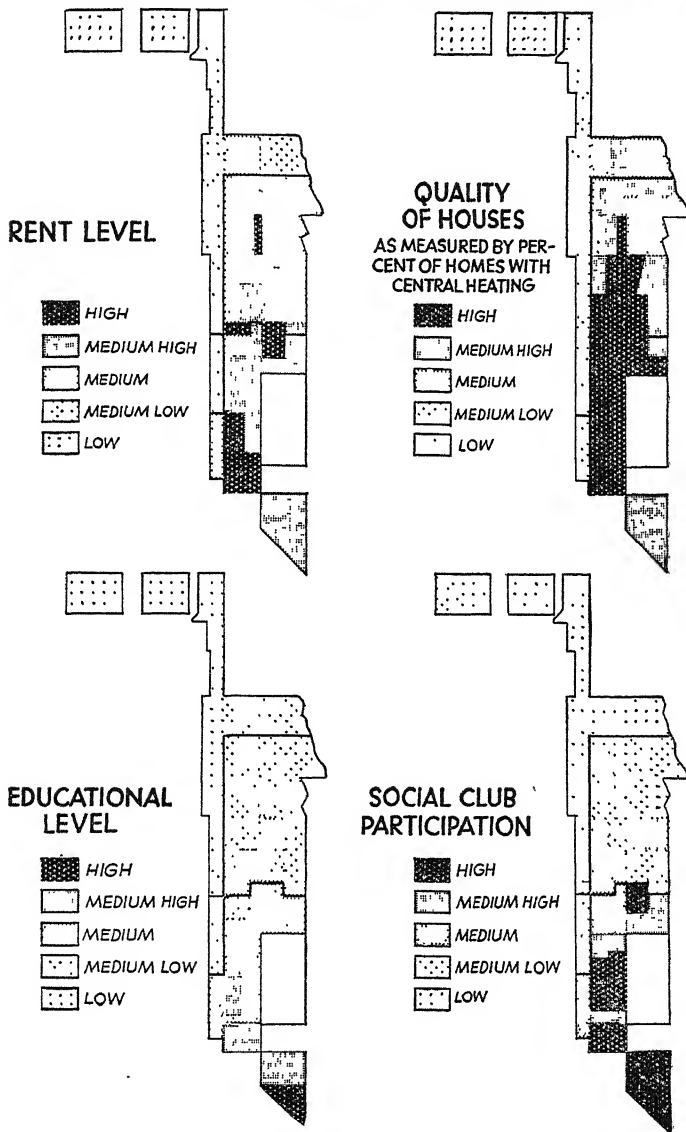 RENT LEVEL
HIGH
MEDIUM HIGH
MEDIUM
MEDIUM LOW
LOW
QUALITY
OF HOUSES
AS MEASURED BY PER-
CENT OF HOMES WITH
CENTRAL HEATING
HIGH
MEDIUM HIGH
MEDIUM
MEDIUM LOW
LOW
EDUCATIONAL
LEVEL
HIGH
MEDIUM HIGH
MEDIUM
MEDIUM LOW
LOW
SOCIAL CLUB
PARTICIPATION
HIGH
MEDIUM HIGH
MEDIUM
MEDIUM LOW
LOW